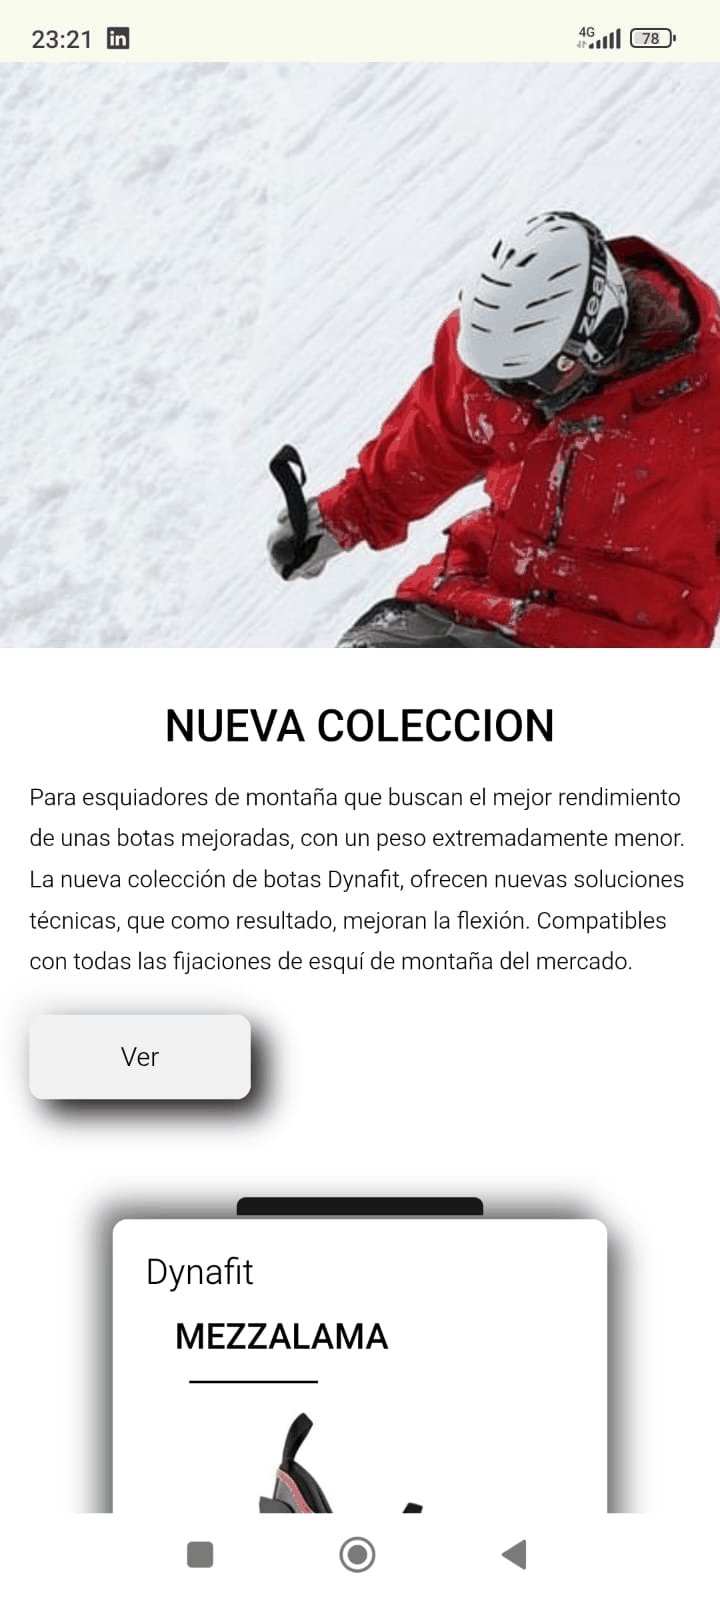 23:21 in 4G 78
zeal
NUEVA COLECCION
Para esquiadores de montaña que buscan el mejor rendimiento
de unas botas mejoradas, con un peso extremadamente menor.
La nueva colección de botas Dynafit, ofrecen nuevas soluciones
técnicas, que como resultado, mejoran la flexión. Compatibles
con todas las fijaciones de esquí de montaña del mercado.
Ver
Dynafit
MEZZALAMA